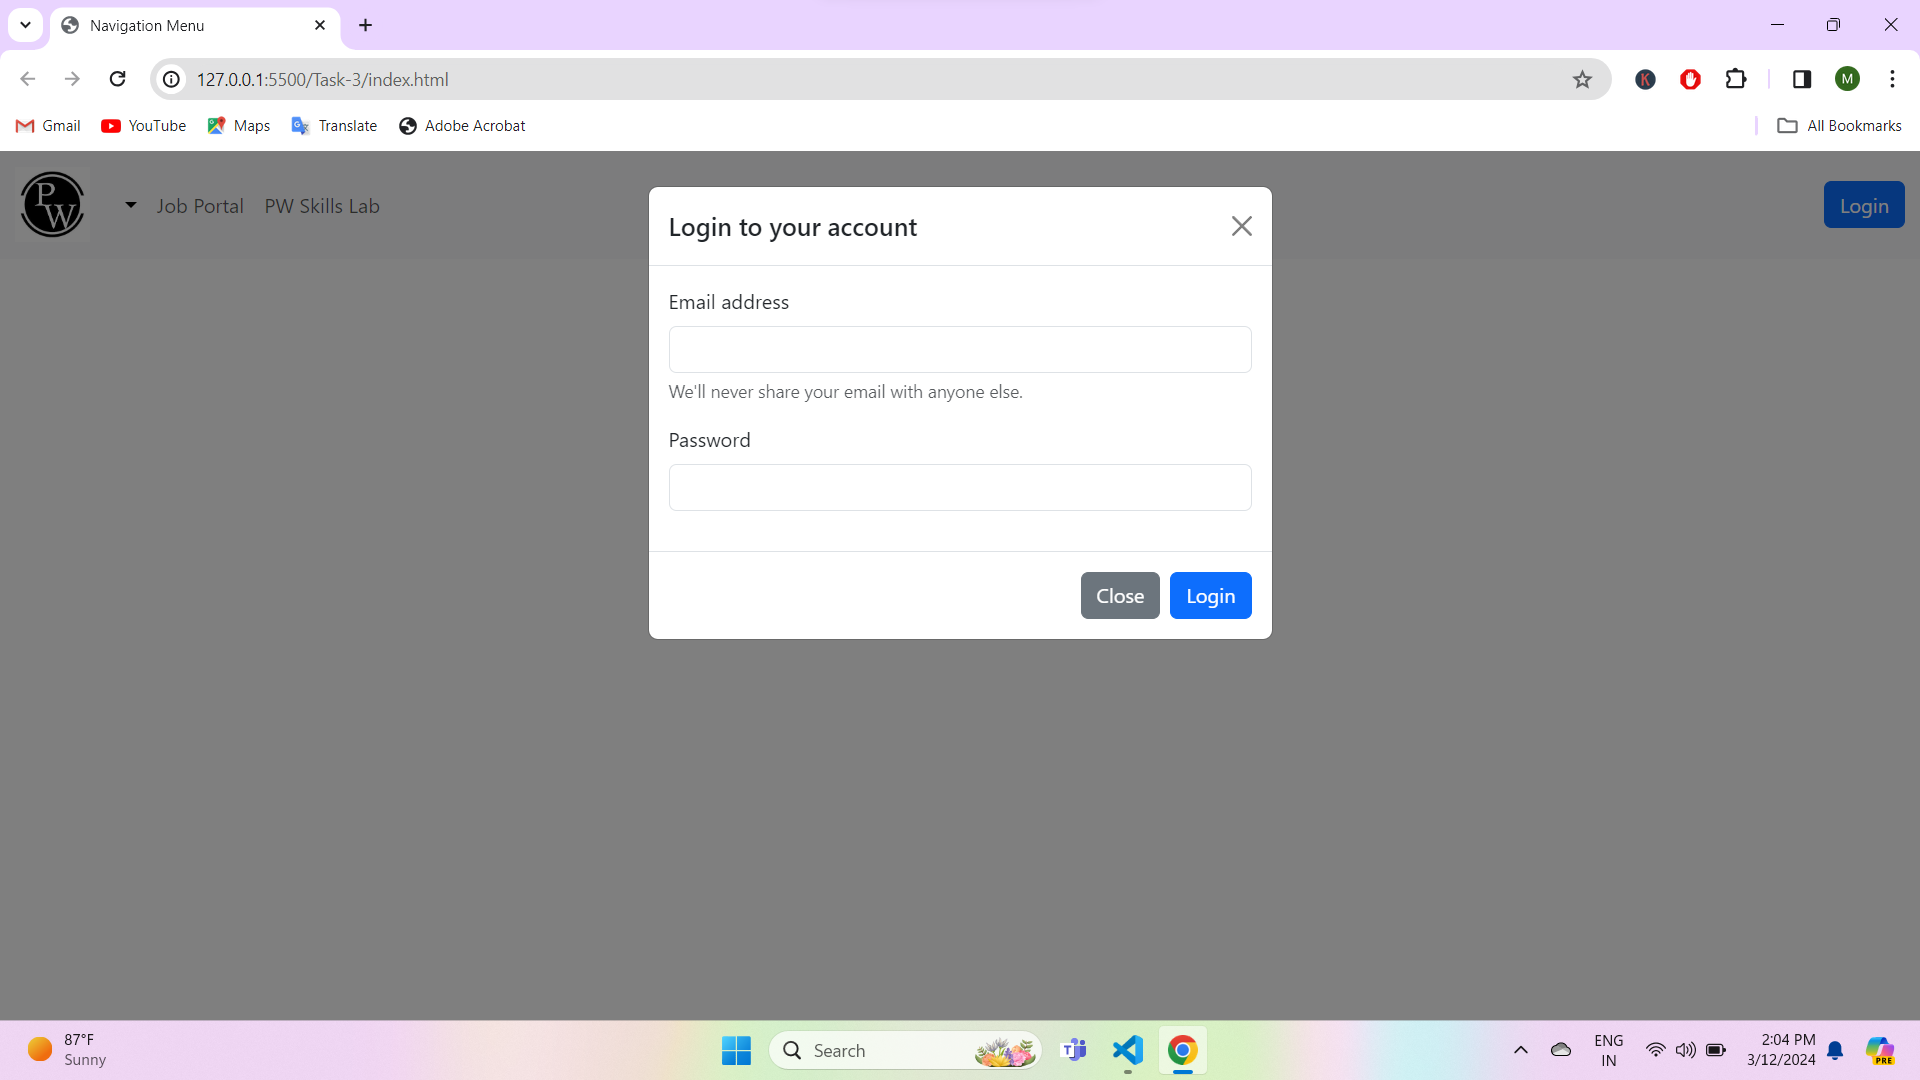 Navigation Menu
127.0.0.1:5500/Task-3/index.html
K
M
Gmail
YouTube
Maps
Translate
Adobe Acrobat
All Bookmarks
PW
Job Portal
PW Skills Lab
Login
Login to your account
Email address
We'll never share your email with anyone else.
Password
Close
Login
87°F
Sunny
Search
ENG
IN
2:04 PM
3/12/2024
PRE